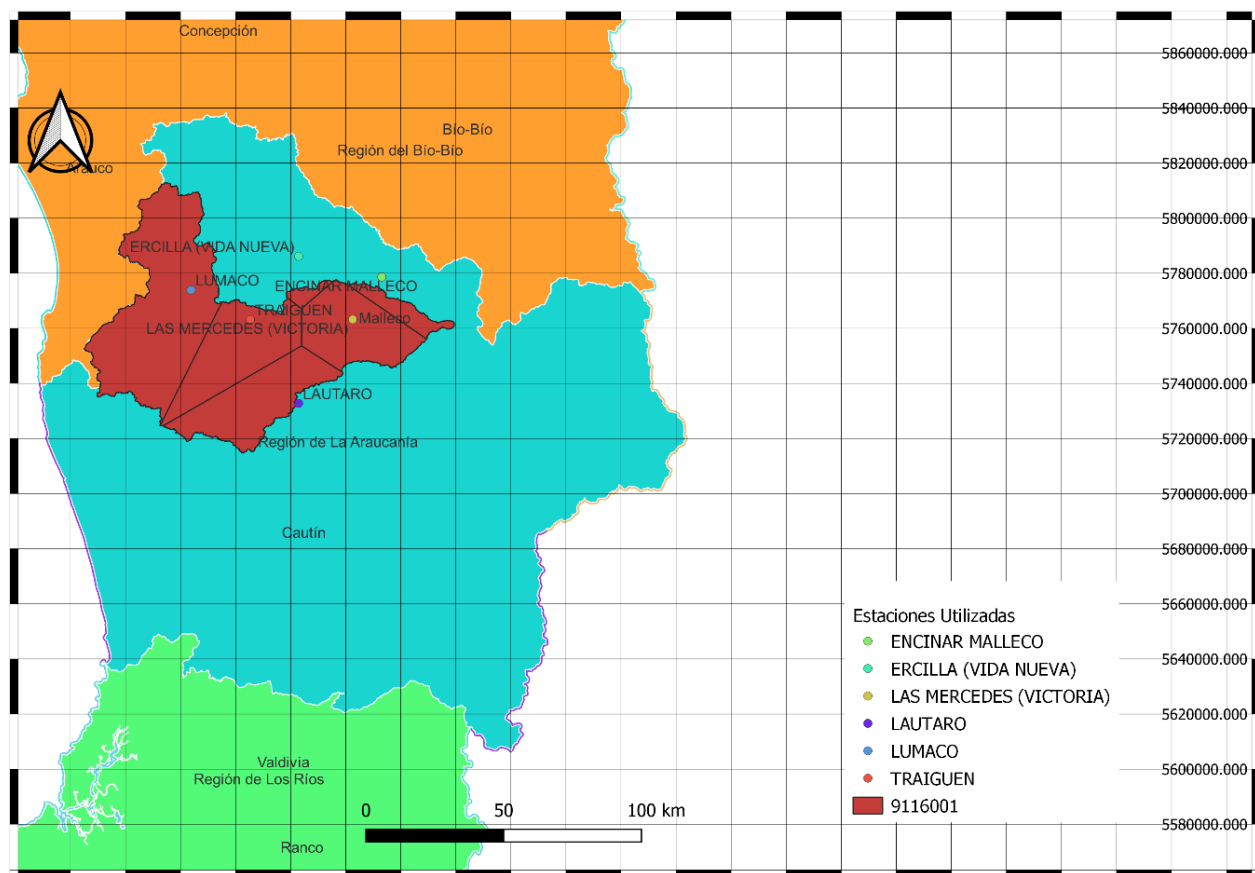 Concepción
5860000.000
5840000.000
Bío-Bío
Región del Bío-Bío
Arauco
5820000.000
5800000.000
ERCILLA (VIDA NUEVA)
LUMACO
ENCINAR MALLECO
5780000.000
TRAIGUEN
Malleco
LAS MERCEDES (VICTORIA)
5760000.000
5740000.000
LAUTARO
Región de La Araucanía
5720000.000
5700000.000
Cautín
5680000.000
5660000.000
Estaciones Utilizadas
ENCINAR MALLECO
5640000.000
ERCILLA (VIDA NUEVA)
LAS MERCEDES (VICTORIA)
5620000.000
LAUTARO
LUMACO
5600000.000
TRAIGUEN
9116001
5580000.000
Valdivia
Región de Los Ríos
0 50 100 km
Ranco